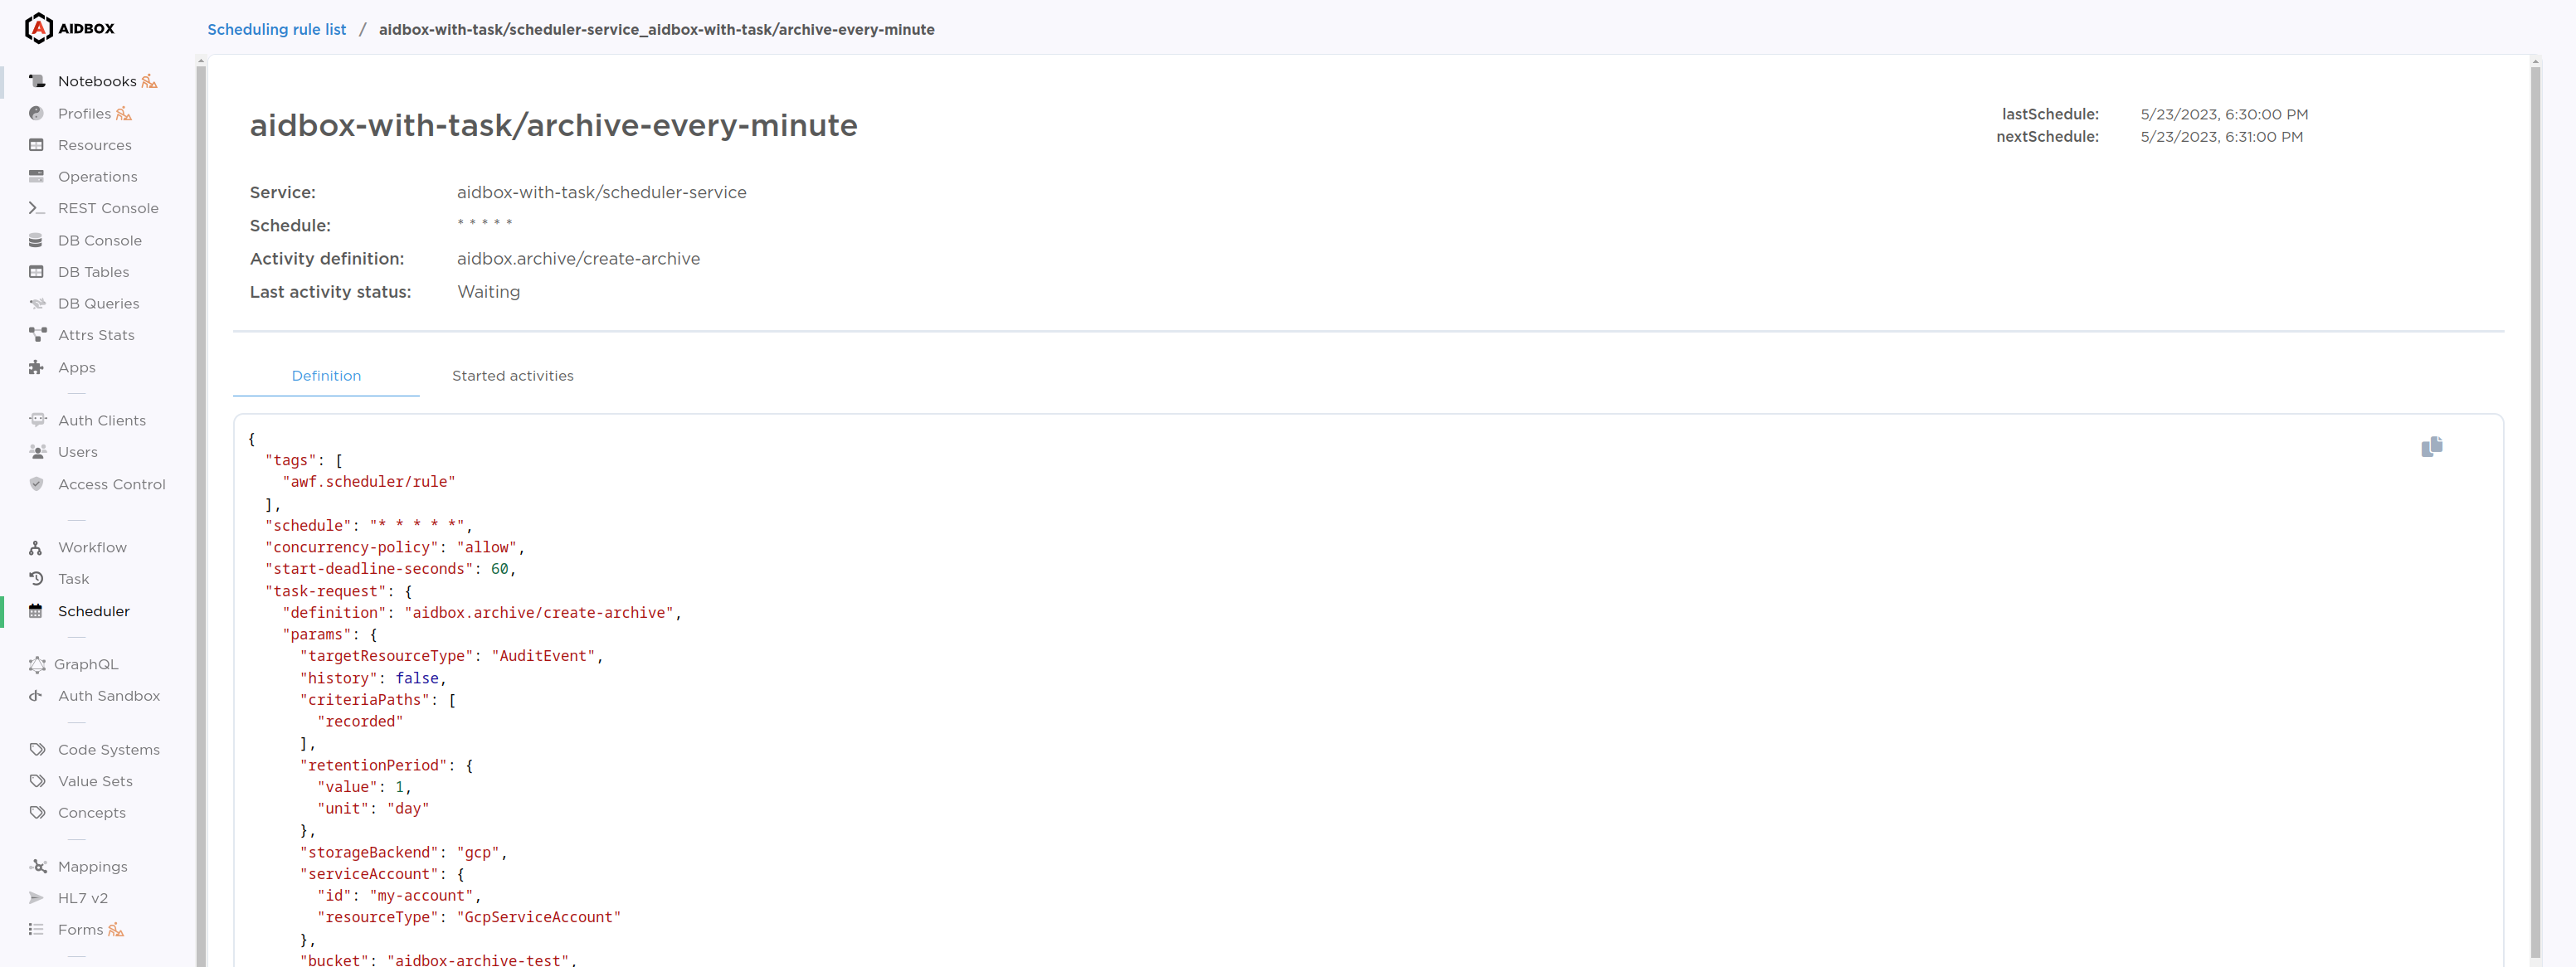 AIDBOX
Scheduling rule list / aidbox-with-task/scheduler-service_aidbox-with-task/archive-every-minute
Notebooks
Profiles
Resources
Operations
REST Console
DB Console
DB Tables
DB Queries
Attrs Stats
Apps
Auth Clients
Users
Access Control
Workflow
Task
Scheduler
GraphQL
Auth Sandbox
Code Systems
Value Sets
Concepts
Mappings
HL7 v2
Forms
aidbox-with-task/archive-every-minute
lastSchedule: 5/23/2023, 6:30:00 PM
nextSchedule: 5/23/2023, 6:31:00 PM
Service: aidbox-with-task/scheduler-service
Schedule: * * * * *
Activity definition: aidbox.archive/create-archive
Last activity status: Waiting
Definition Started activities
{
"tags": [
"awf.scheduler/rule"
],
"schedule": "* * * * *",
"concurrency-policy": "allow",
"start-deadline-seconds": 60,
"task-request": {
"definition": "aidbox.archive/create-archive",
"params": {
"targetResourceType": "AuditEvent",
"history": false,
"criteriaPaths": [
"recorded"
],
"retentionPeriod": {
"value": 1,
"unit": "day"
},
"storageBackend": "gcp",
"serviceAccount": {
"id": "my-account",
"resourceType": "GcpServiceAccount"
},
"bucket": "aidbox-archive-test",